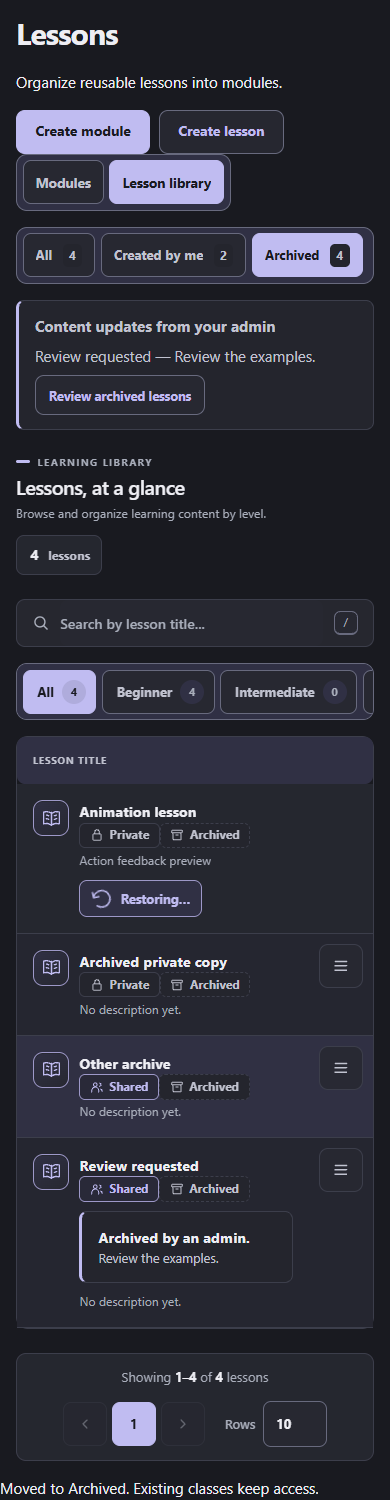 Lessons
Organize reusable lessons into modules.
Create module Create lesson
Modules Lesson library
All 4 Created by me 2 Archived 4
Content updates from your admin
Review requested — Review the examples.
Review archived lessons
LEARNING LIBRARY
Lessons, at a glance
Browse and organize learning content by level.
4 lessons
Search by lesson title... /
All 4 Beginner 4 Intermediate 0
LESSON TITLE
Animation lesson
Private Archived
Action feedback preview
Restoring...
Archived private copy
Private Archived
No description yet.
Other archive
Shared Archived
No description yet.
Review requested
Shared Archived
Archived by an admin.
Review the examples.
No description yet.
Showing 1–4 of 4 lessons
1 Rows 10
Moved to Archived. Existing classes keep access.